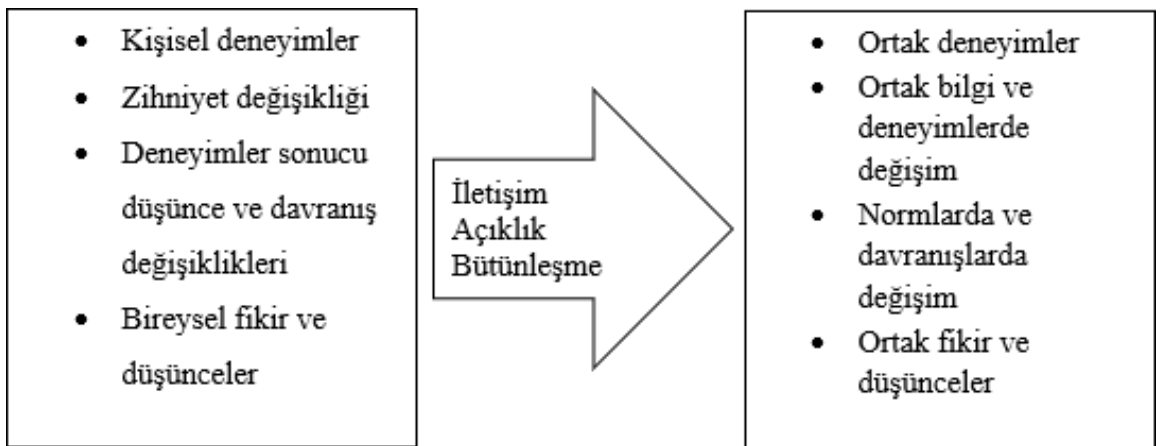 • Kişisel deneyimler
• Zihniyet değişikliği
• Deneyimler sonucu
düşünce ve davranış
değişiklikleri
• Bireysel fikir ve
düşünceler
İletişim
Açıklık
Bütünleşme
• Ortak deneyimler
• Ortak bilgi ve
deneyimlerde
değişim
• Normlarda ve
davranışlarda
değişim
• Ortak fikir ve
düşünceler